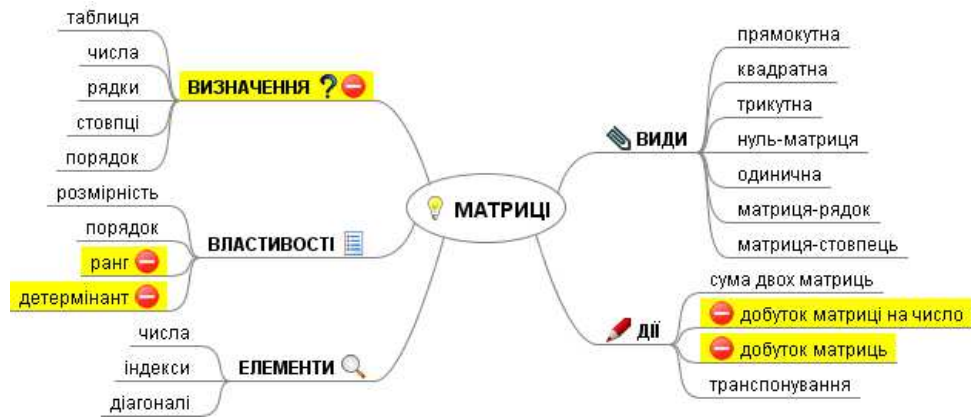 МАТРИЦІ
ВИЗНАЧЕННЯ
таблиця
числа
рядки
стовпці
порядок
ВЛАСТИВОСТІ
розмірність
порядок
ранг
детермінант
ЕЛЕМЕНТИ
числа
індекси
діагоналі
ВИДИ
прямокутна
квадратна
трикутна
нуль-матриця
одинична
матриця-рядок
матриця-стовпець
ДІЇ
сума двох матриць
добуток матриці на число
добуток матриць
транспонування